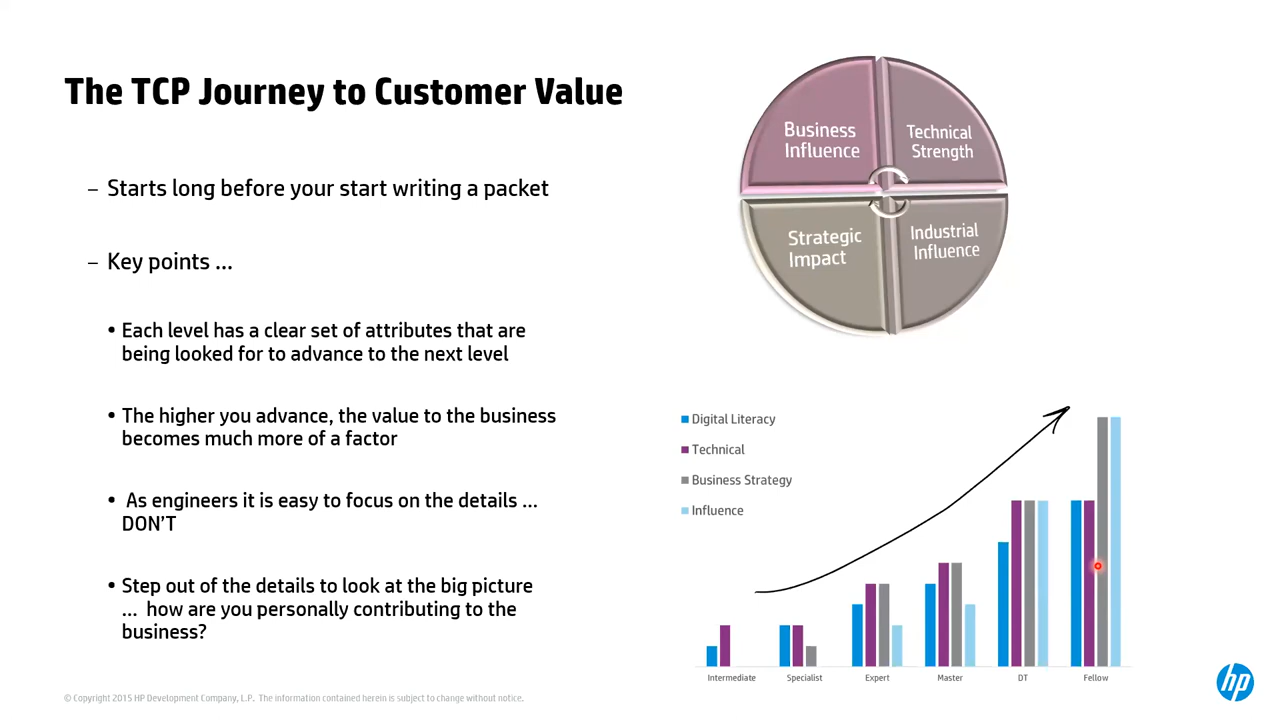 The TCP Journey to Customer Value
– Starts long before your start writing a packet
– Key points ...
• Each level has a clear set of attributes that are
being looked for to advance to the next level
• The higher you advance, the value to the business
becomes much more of a factor
• As engineers it is easy to focus on the details ...
DON'T
• Step out of the details to look at the big picture
... how are you personally contributing to the
business?
Business
Influence
Technical
Strength
Strategic
Impact
Industrial
Influence
Digital Literacy
Technical
Business Strategy
Influence
Intermediate
Specialist
Expert
Master
DT
Fellow
© Copyright 2015 HP Development Company, L.P. The information contained herein is subject to change without notice.
hp